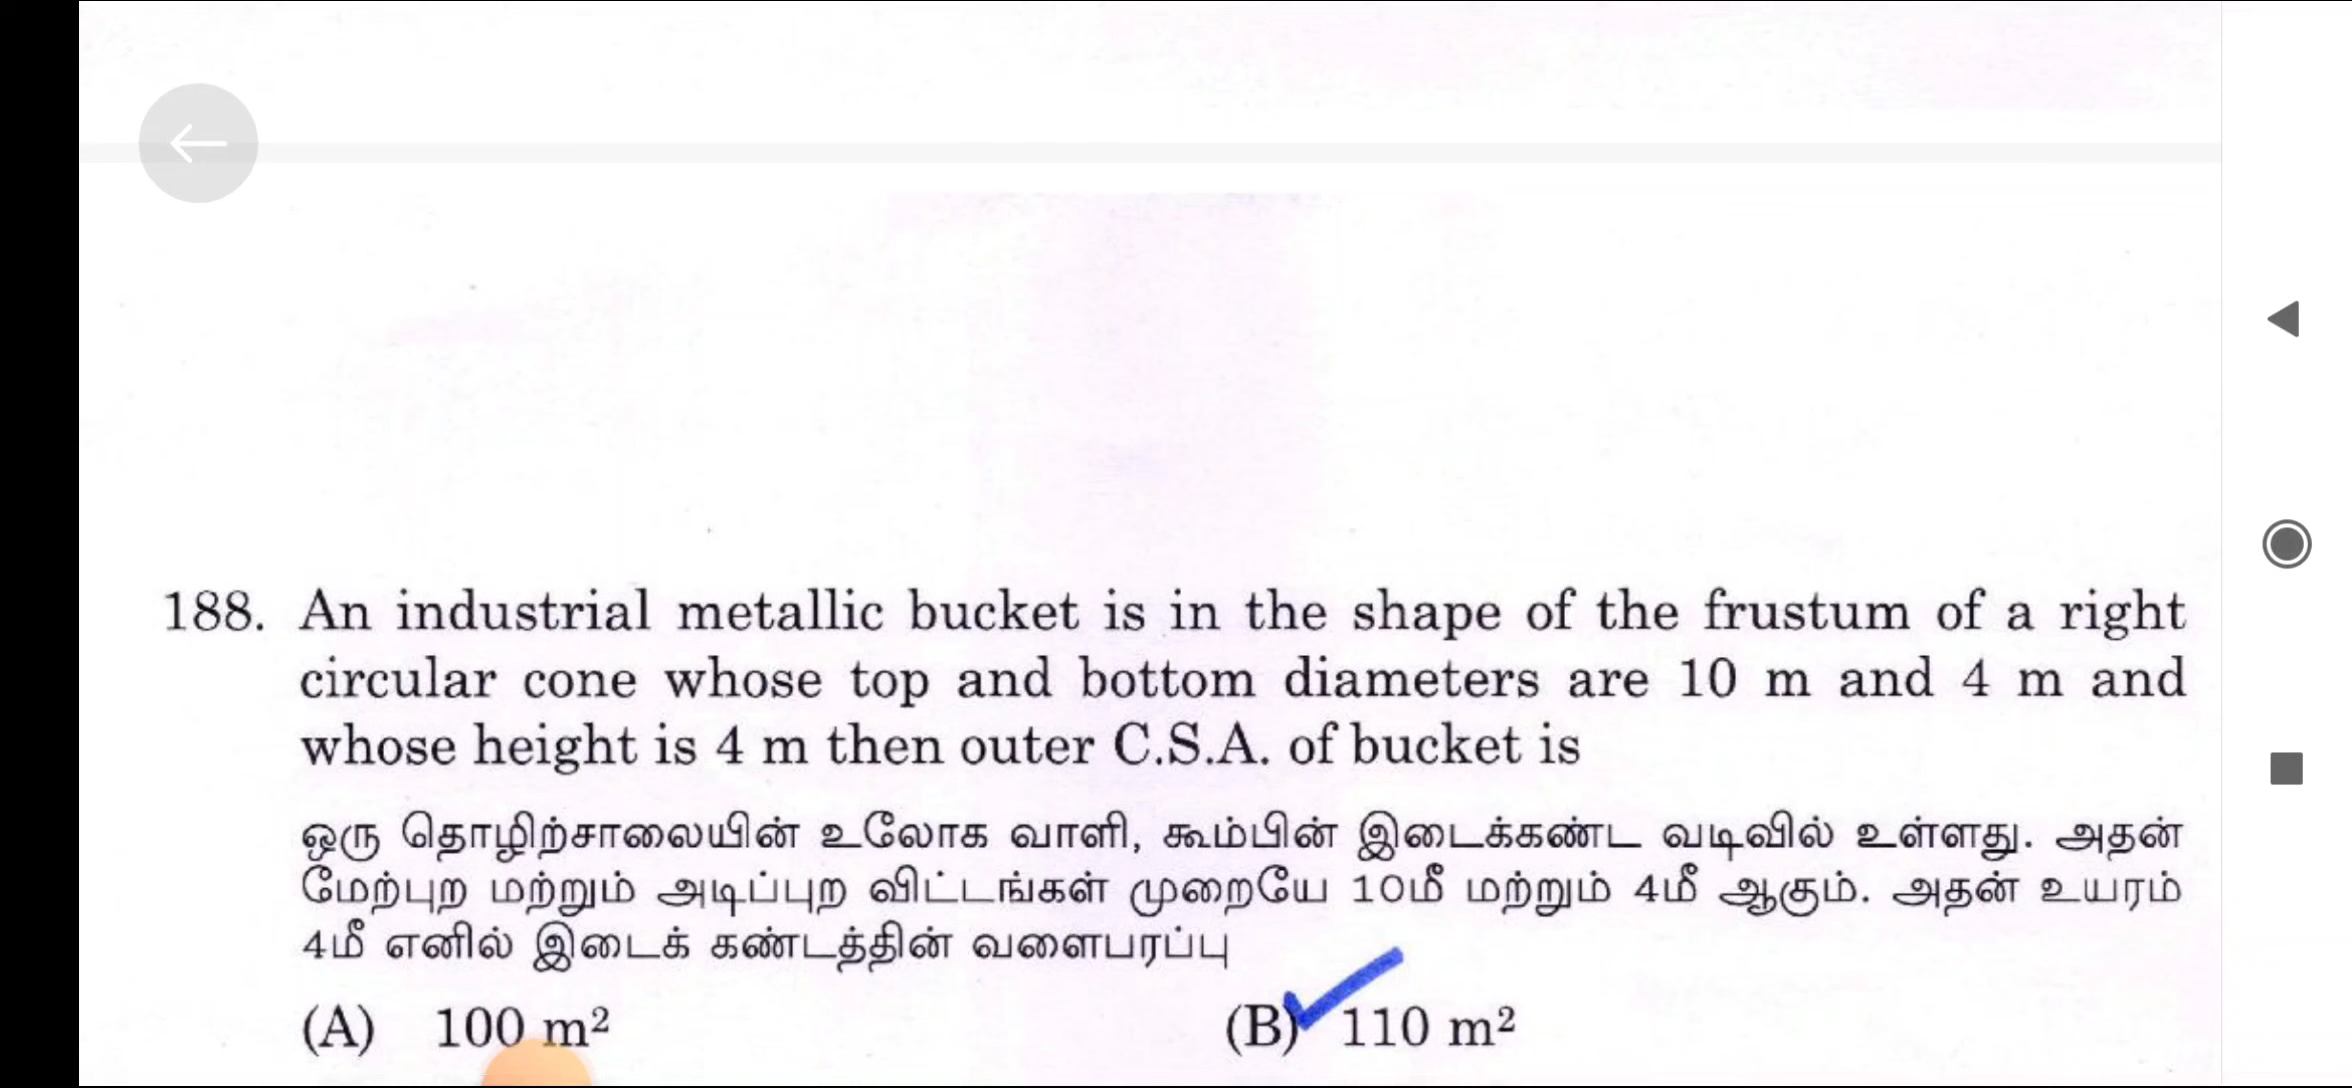 188. An industrial metallic bucket is in the shape of the frustum of a right
circular cone whose top and bottom diameters are 10 m and 4 m and
whose height is 4 m then outer C.S.A. of bucket is
ஒரு தொழிற்சாலையின் உலோக வாளி, கூம்பின் இடைக்கண்ட வடிவில் உள்ளது. அதன்
மேற்புற மற்றும் அடிப்புற விட்டங்கள் முறையே 10மீ மற்றும் 4மீ ஆகும். அதன் உயரம்
4மீ எனில் இடைக் கண்டத்தின் வளைபரப்பு
(A) 100 m² (B) 110 m²